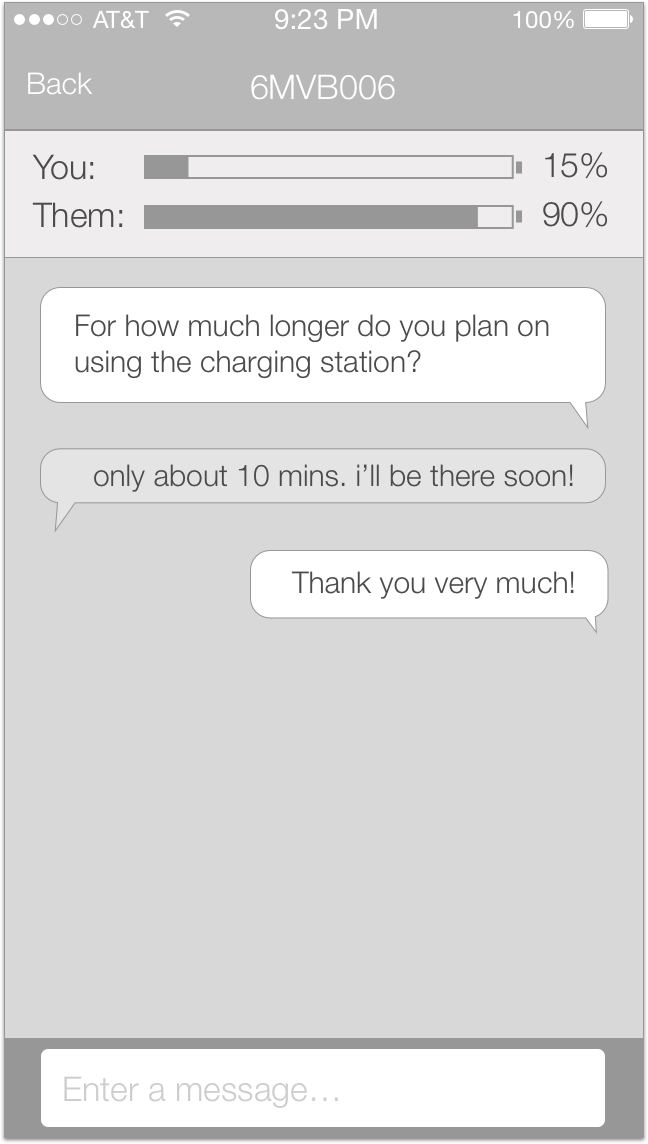 AT&T 9:23 PM 100%
Back 6MVB006
You: 15%
Them: 90%
For how much longer do you plan on
using the charging station?
only about 10 mins. i'll be there soon!
Thank you very much!
Enter a message...